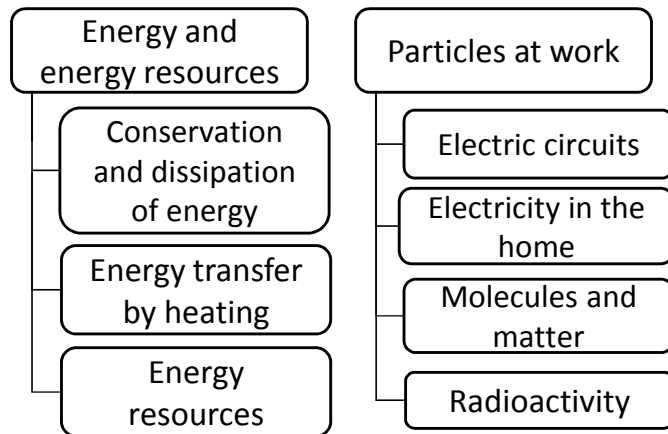 Energy and
energy resources
Conservation
and dissipation
of energy
Energy transfer
by heating
Energy
resources
Particles at work
Electric circuits
Electricity in the
home
Molecules and
matter
Radioactivity